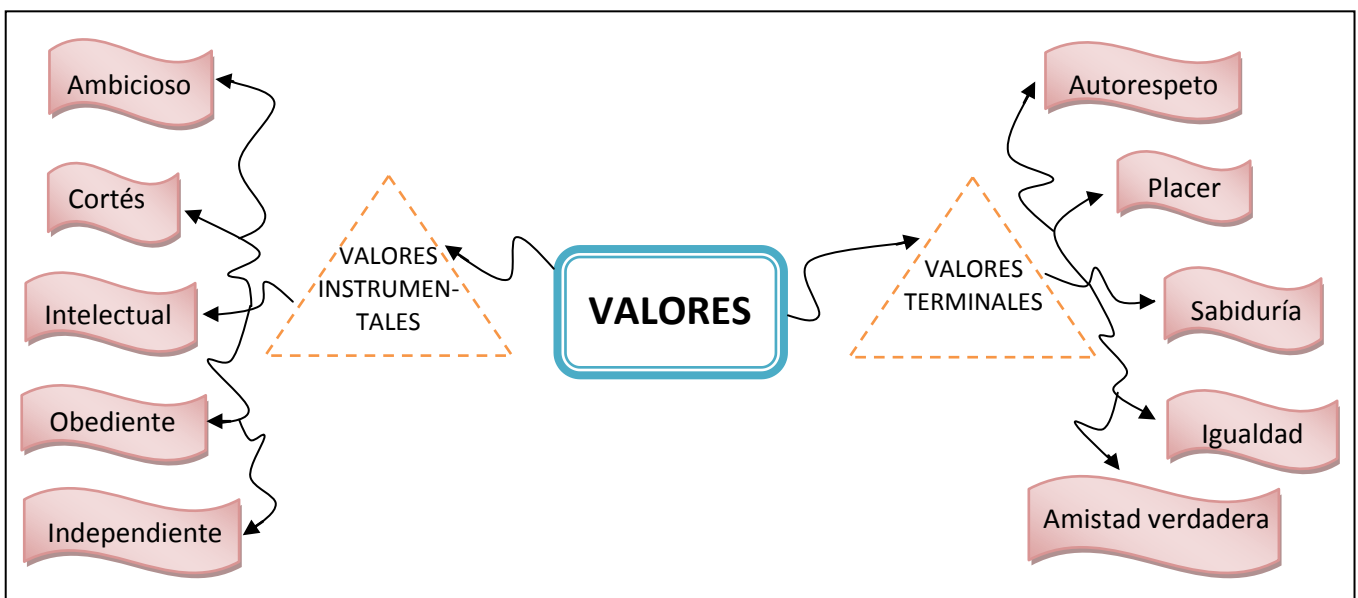 Ambicioso
Cortés
Intelectual
Obediente
Independiente
VALORES
INSTRUMEN-
TALES
VALORES
VALORES
TERMINALES
Autorespeto
Placer
Sabiduría
Igualdad
Amistad verdadera